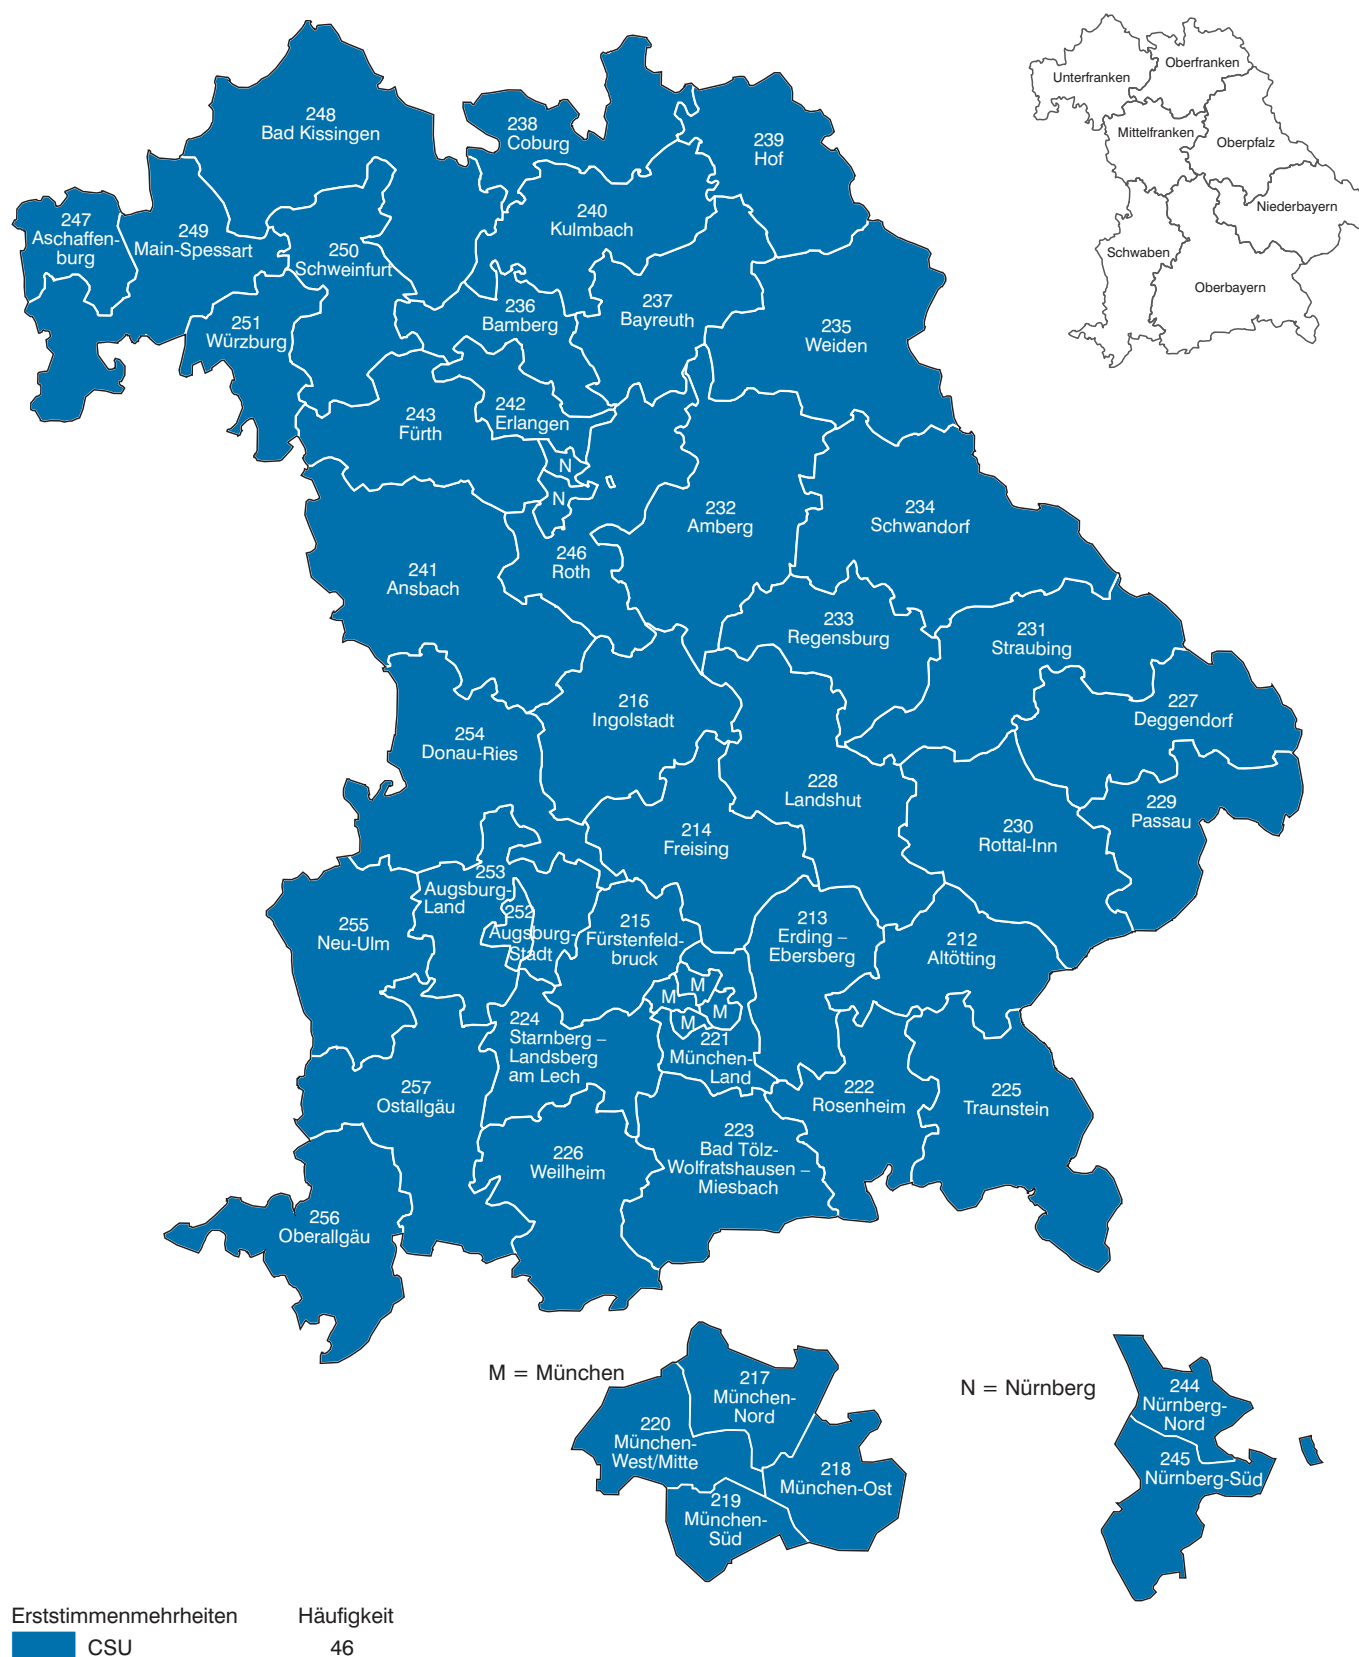 Unterfranken
Oberfranken
Mittelfranken
Oberpfalz
Niederbayern
Schwaben
Oberbayern
248
Bad Kissingen
238
Coburg
239
Hof
247
Aschaffen-
burg
249
Main-Spessart
250
Schweinfurt
240
Kulmbach
251
Würzburg
236
Bamberg
237
Bayreuth
235
Weiden
243
Fürth
242
Erlangen
N
N
232
Amberg
234
Schwandorf
241
Ansbach
246
Roth
233
Regensburg
231
Straubing
216
Ingolstadt
227
Deggendorf
254
Donau-Ries
228
Landshut
229
Passau
214
Freising
230
Rottal-Inn
253
Augsburg-
Land
252
Augsburg-
Stadt
255
Neu-Ulm
215
Fürstenfeld-
bruck
213
Erding –
Ebersberg
212
Altötting
M
M
M
M
224
Starnberg –
Landsberg
am Lech
221
München-
Land
257
Ostallgäu
222
Rosenheim
225
Traunstein
226
Weilheim
223
Bad Tölz-
Wolfratshausen –
Miesbach
256
Oberallgäu
M = München
217
München-
Nord
220
München-
West/Mitte
218
München-Ost
219
München-
Süd
N = Nürnberg
244
Nürnberg-
Nord
245
Nürnberg-Süd
Erststimmenmehrheiten Häufigkeit
CSU 46